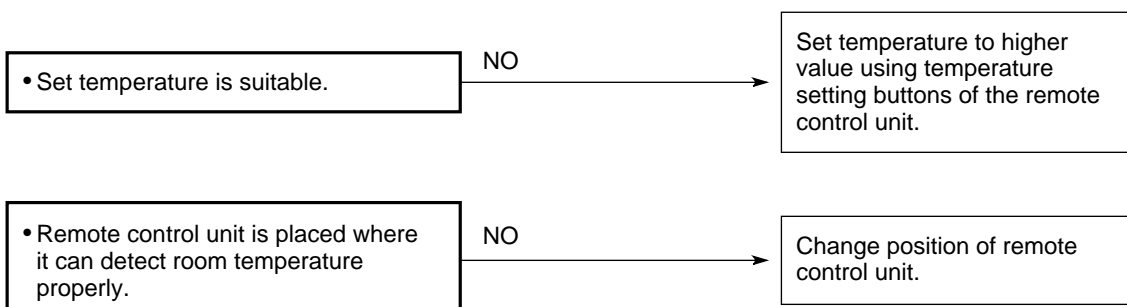 • Set temperature is suitable.
NO
Set temperature to higher
value using temperature
setting buttons of the remote
control unit.
• Remote control unit is placed where
it can detect room temperature
properly.
NO
Change position of remote
control unit.